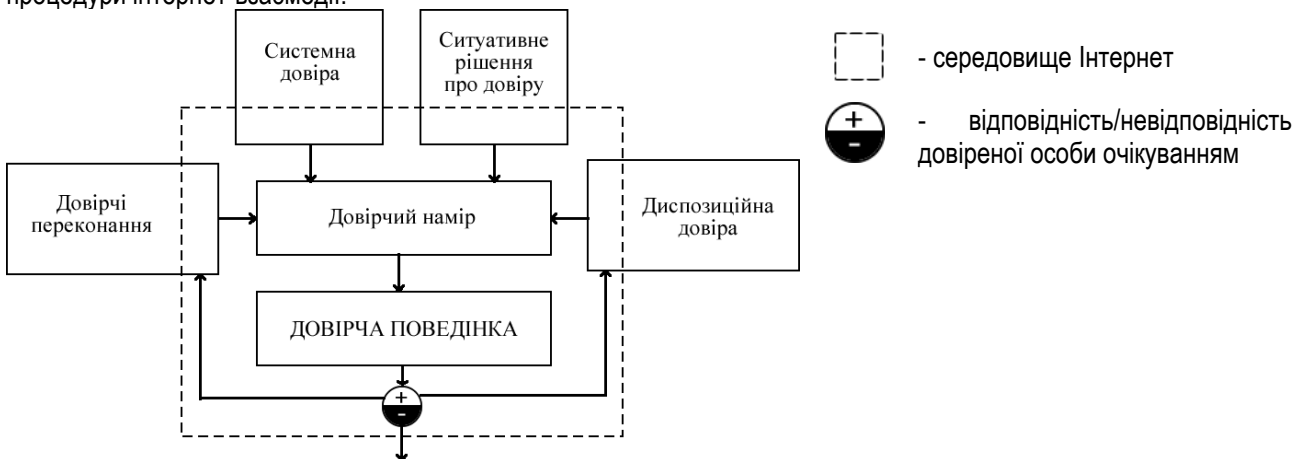 процедури інтернет-взаємодії.
Системна
довіра
Ситуативне
рішення
про довіру
- середовище Інтернет
+
-
- відповідність/невідповідність
довіреної особи очікуванням
Довірчі
переконання
Довірчий намір
Диспозиційна
довіра
ДОВІРЧА ПОВЕДІНКА
+
-